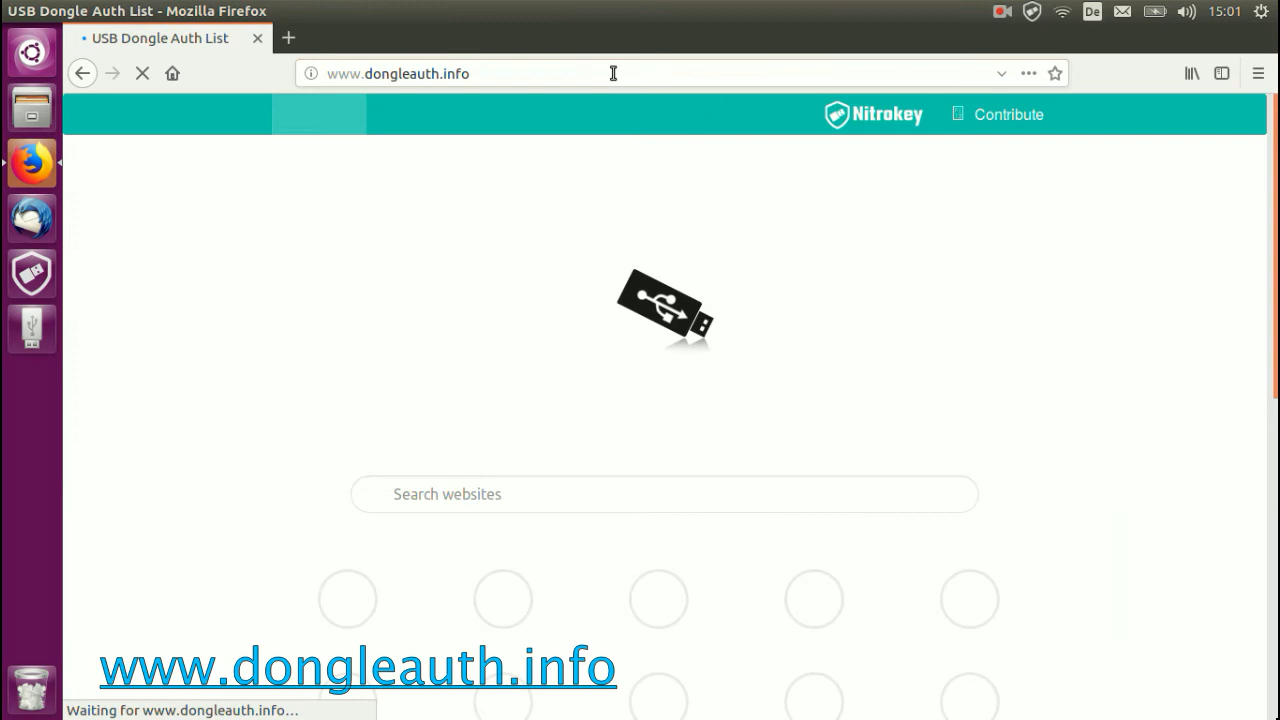 USB Dongle Auth List - Mozilla Firefox
De
15:01
USB Dongle Auth List
www.dongleauth.info
Nitrokey
Contribute
Search websites
www.dongleauth.info
Waiting for www.dongleauth.info…